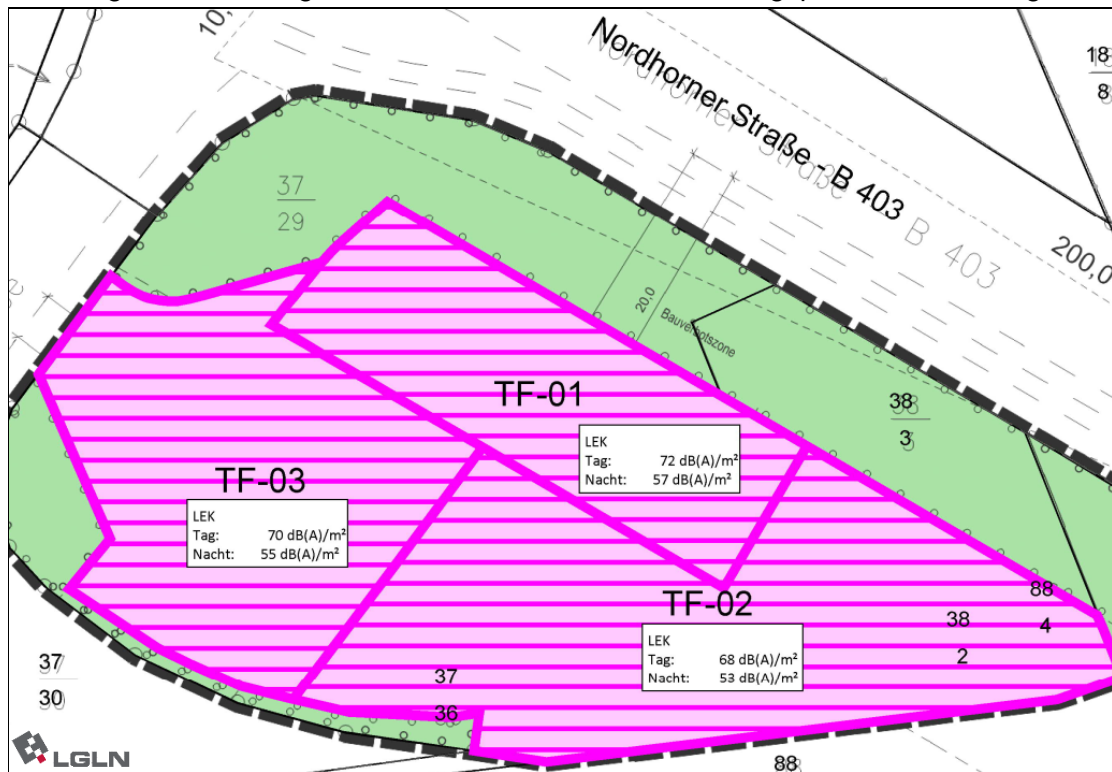 10,
Nordhorner Straße - B 403
B 403
18
8
37
29
200,0
20,0
Bauverbotszone
38
3
TF-01
LEK
Tag: 72 dB(A)/m²
Nacht: 57 dB(A)/m²
TF-03
LEK
Tag: 70 dB(A)/m²
Nacht: 55 dB(A)/m²
TF-02
LEK
Tag: 68 dB(A)/m²
Nacht: 53 dB(A)/m²
88
4
38
2
37
30
37
36
LGLN
88